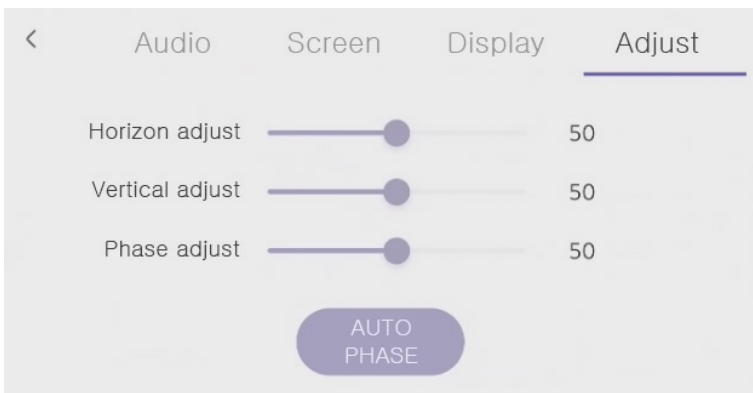 Audio Screen Display Adjust
Horizon adjust 50
Vertical adjust 50
Phase adjust 50
AUTO
PHASE